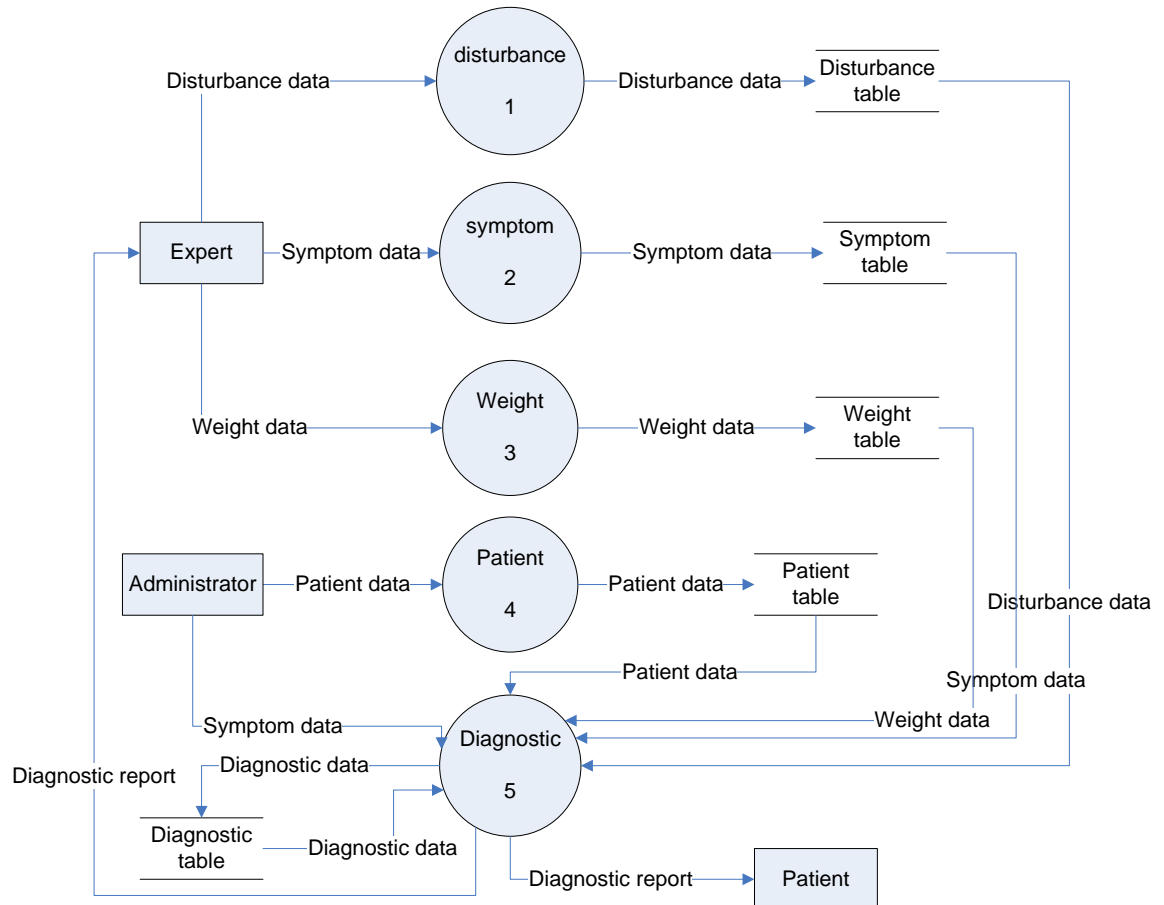 disturbance
1
Disturbance data
Disturbance data
Disturbance
table
Expert
Symptom data
symptom
2
Symptom data
Symptom
table
Weight data
Weight
3
Weight data
Weight
table
Administrator
Patient data
Patient
4
Patient data
Patient
table
Disturbance data
Patient data
Symptom data
Symptom data
Weight data
Diagnostic
5
Diagnostic data
Diagnostic report
Diagnostic
table
Diagnostic data
Diagnostic report
Patient